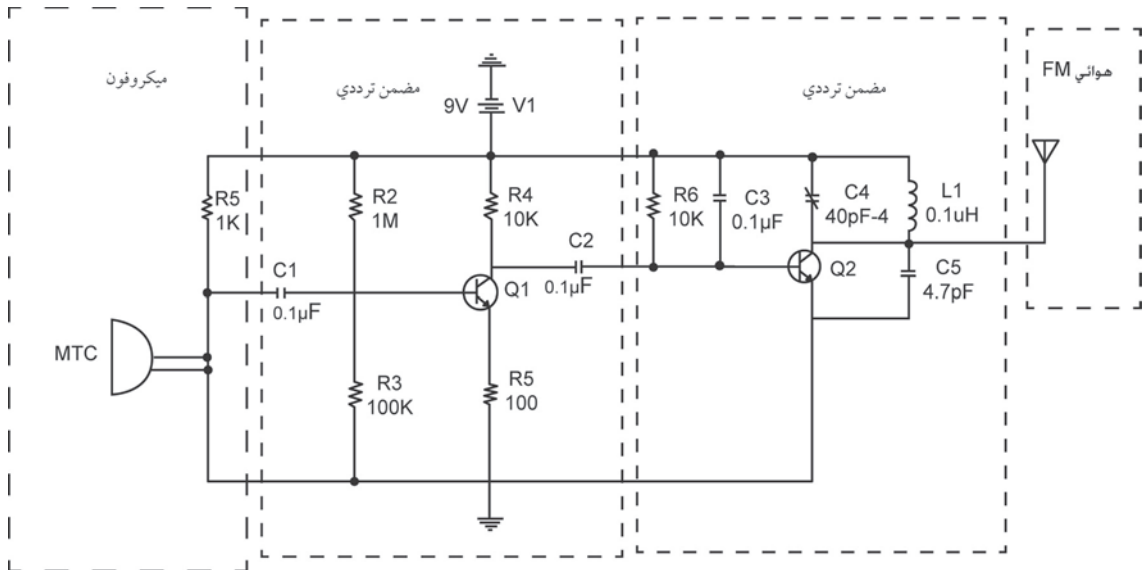 ميكروفون
مضمن ترددي
مضمن ترددي
هوائي FM
9V
V1
R5
1K
R2
1M
R4
10K
R6
10K
C3
0.1µF
C4
40pF-4
L1
0.1uH
C1
0.1µF
C2
0.1µF
Q1
Q2
C5
4.7pF
MTC
R3
100K
R5
100